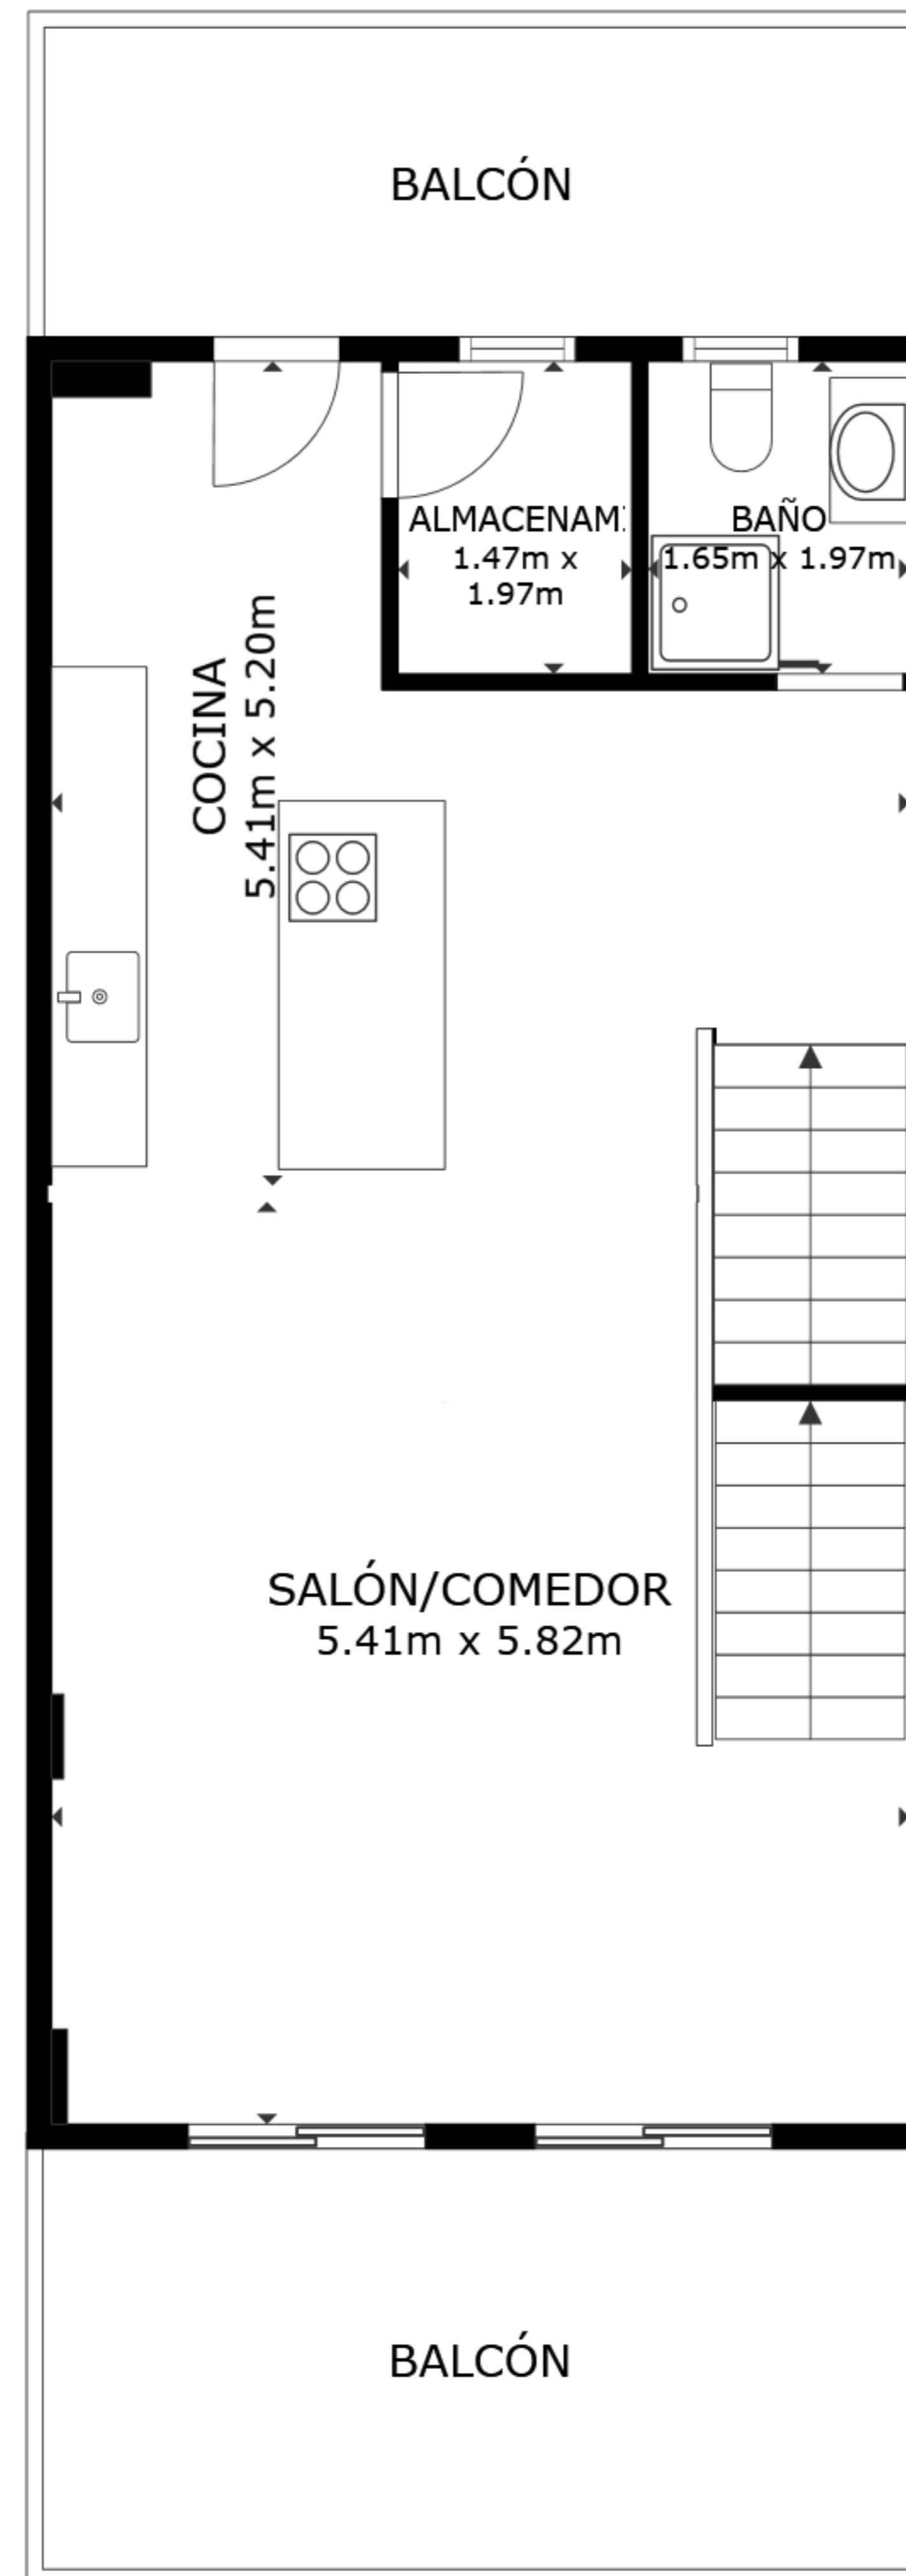 BALCÓN
ALMACENAM
1.47m x
1.97m
BAÑO
1.65m x 1.97m
COCINA
5.41m x 5.20m
SALÓN/COMEDOR
5.41m x 5.82m
BALCÓN